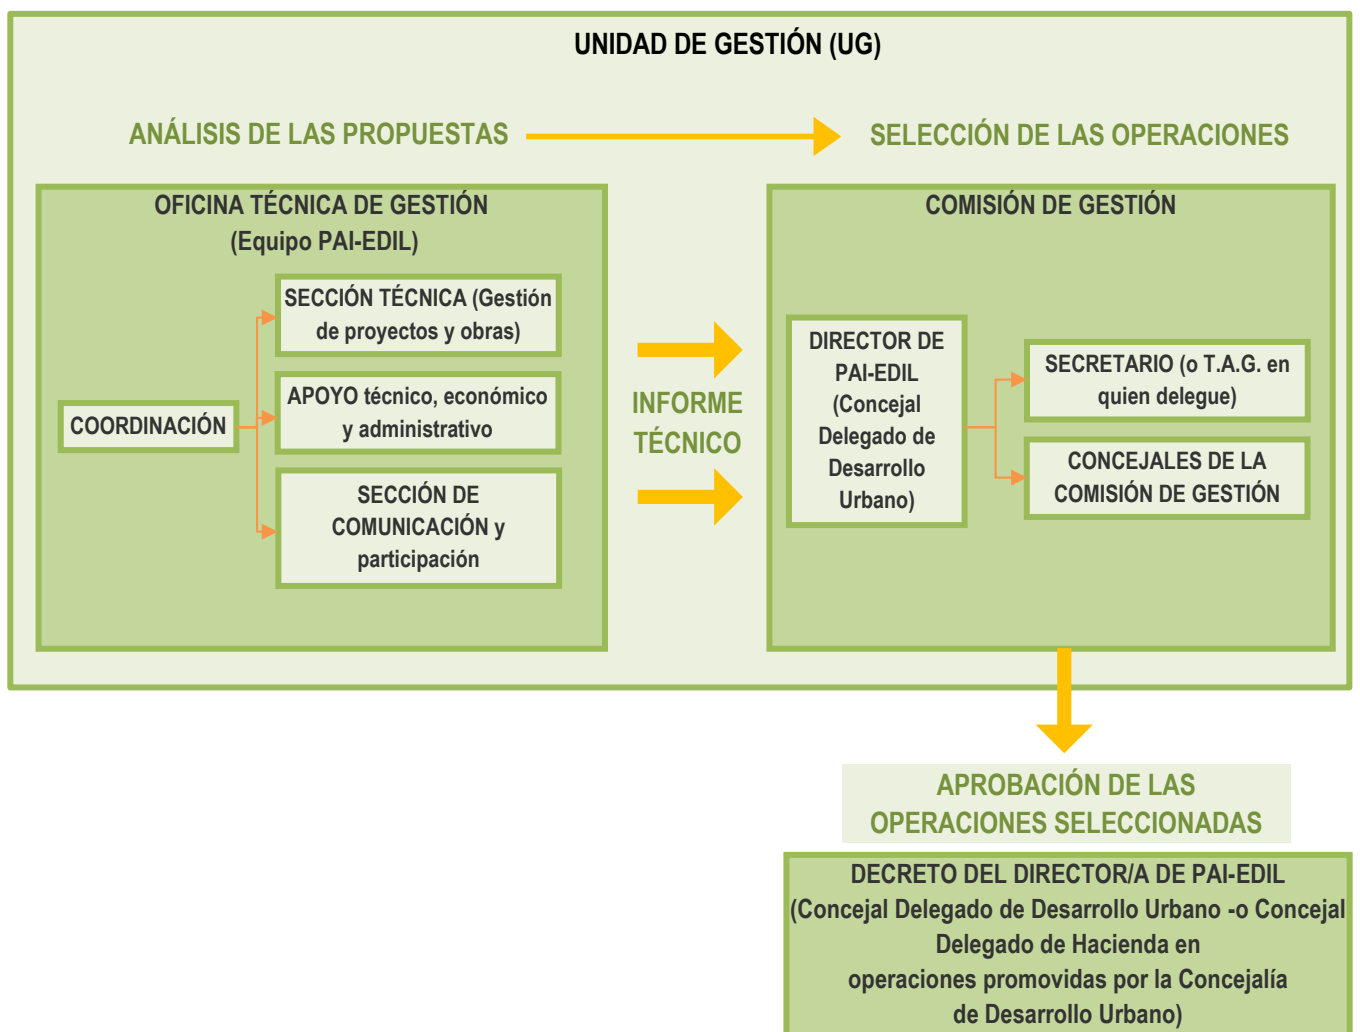 UNIDAD DE GESTIÓN (UG)
ANÁLISIS DE LAS PROPUESTAS
SELECCIÓN DE LAS OPERACIONES
OFICINA TÉCNICA DE GESTIÓN
(Equipo PAI-EDIL)
COORDINACIÓN
SECCIÓN TÉCNICA (Gestión
de proyectos y obras)
APOYO técnico, económico
y administrativo
SECCIÓN DE
COMUNICACIÓN y
participación
INFORME
TÉCNICO
COMISIÓN DE GESTIÓN
DIRECTOR DE
PAI-EDIL
(Concejal
Delegado de
Desarrollo
Urbano)
SECRETARIO (o T.A.G. en
quien delegue)
CONCEJALES DE LA
COMISIÓN DE GESTIÓN
APROBACIÓN DE LAS
OPERACIONES SELECCIONADAS
DECRETO DEL DIRECTOR/A DE PAI-EDIL
(Concejal Delegado de Desarrollo Urbano -o Concejal
Delegado de Hacienda en
operaciones promovidas por la Concejalía
de Desarrollo Urbano)